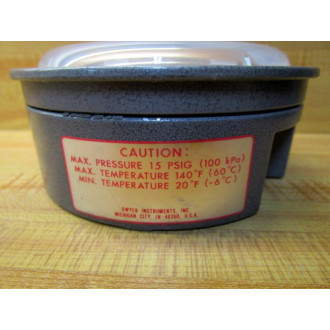 CAUTION:
MAX. PRESSURE 15 PSIG (100 kPa)
MAX. TEMPERATURE 140°F (60°C)
MIN. TEMPERATURE 20°F (-6°C)
DWYER INSTRUMENTS, INC.
MICHIGAN CITY, IN 46360, U.S.A.